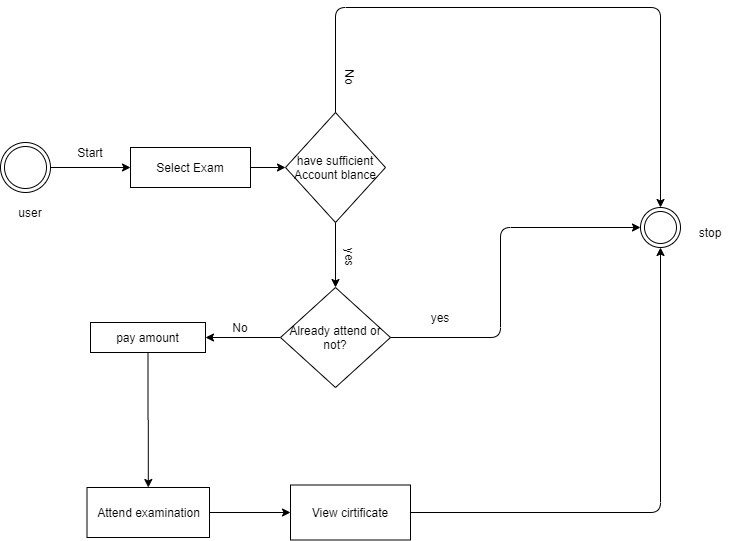 No
Start
Select Exam
have sufficient
Account blance
user
stop
yes
yes
No
Already attend or
not?
pay amount
Attend examination
View cirtificate